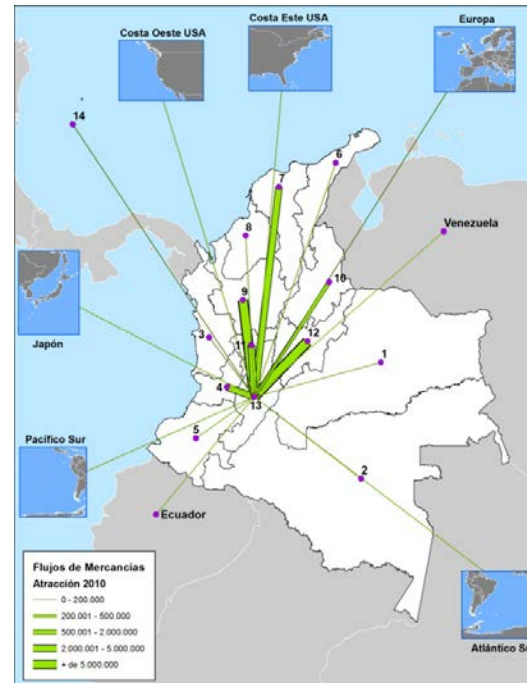 Costa Oeste USA
Costa Este USA
Europa
14
6
7
Venezuela
8
10
9
Japón
3
11
12
1
4
13
Pacífico Sur
5
2
Ecuador
Flujos de Mercancias
Atracción 2010
0 - 200.000
200.001 - 500.000
500.001 - 2.000.000
2.000.001 - 5.000.000
+ de 5.000.000
Atlántico Su